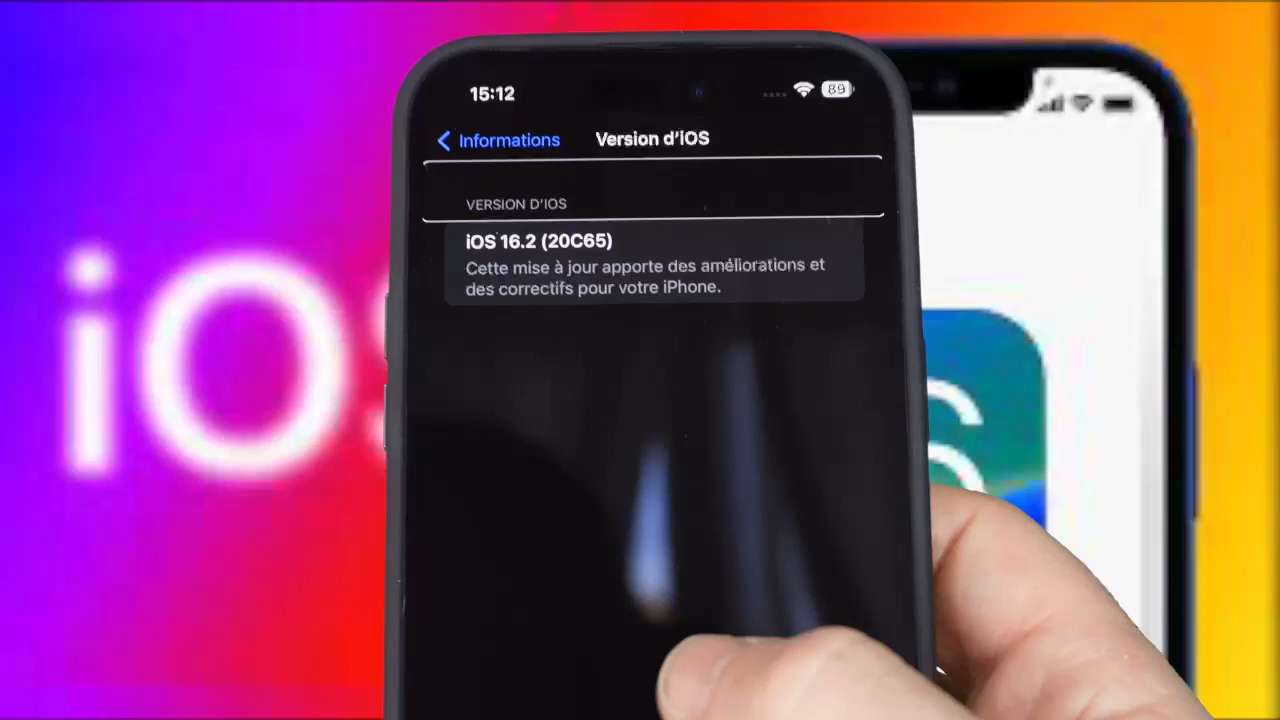 15:12
89
Informations
Version d'iOS
VERSION D'IOS
iOS 16.2 (20C65)
Cette mise à jour apporte des améliorations et
des correctifs pour votre iPhone.
iOS